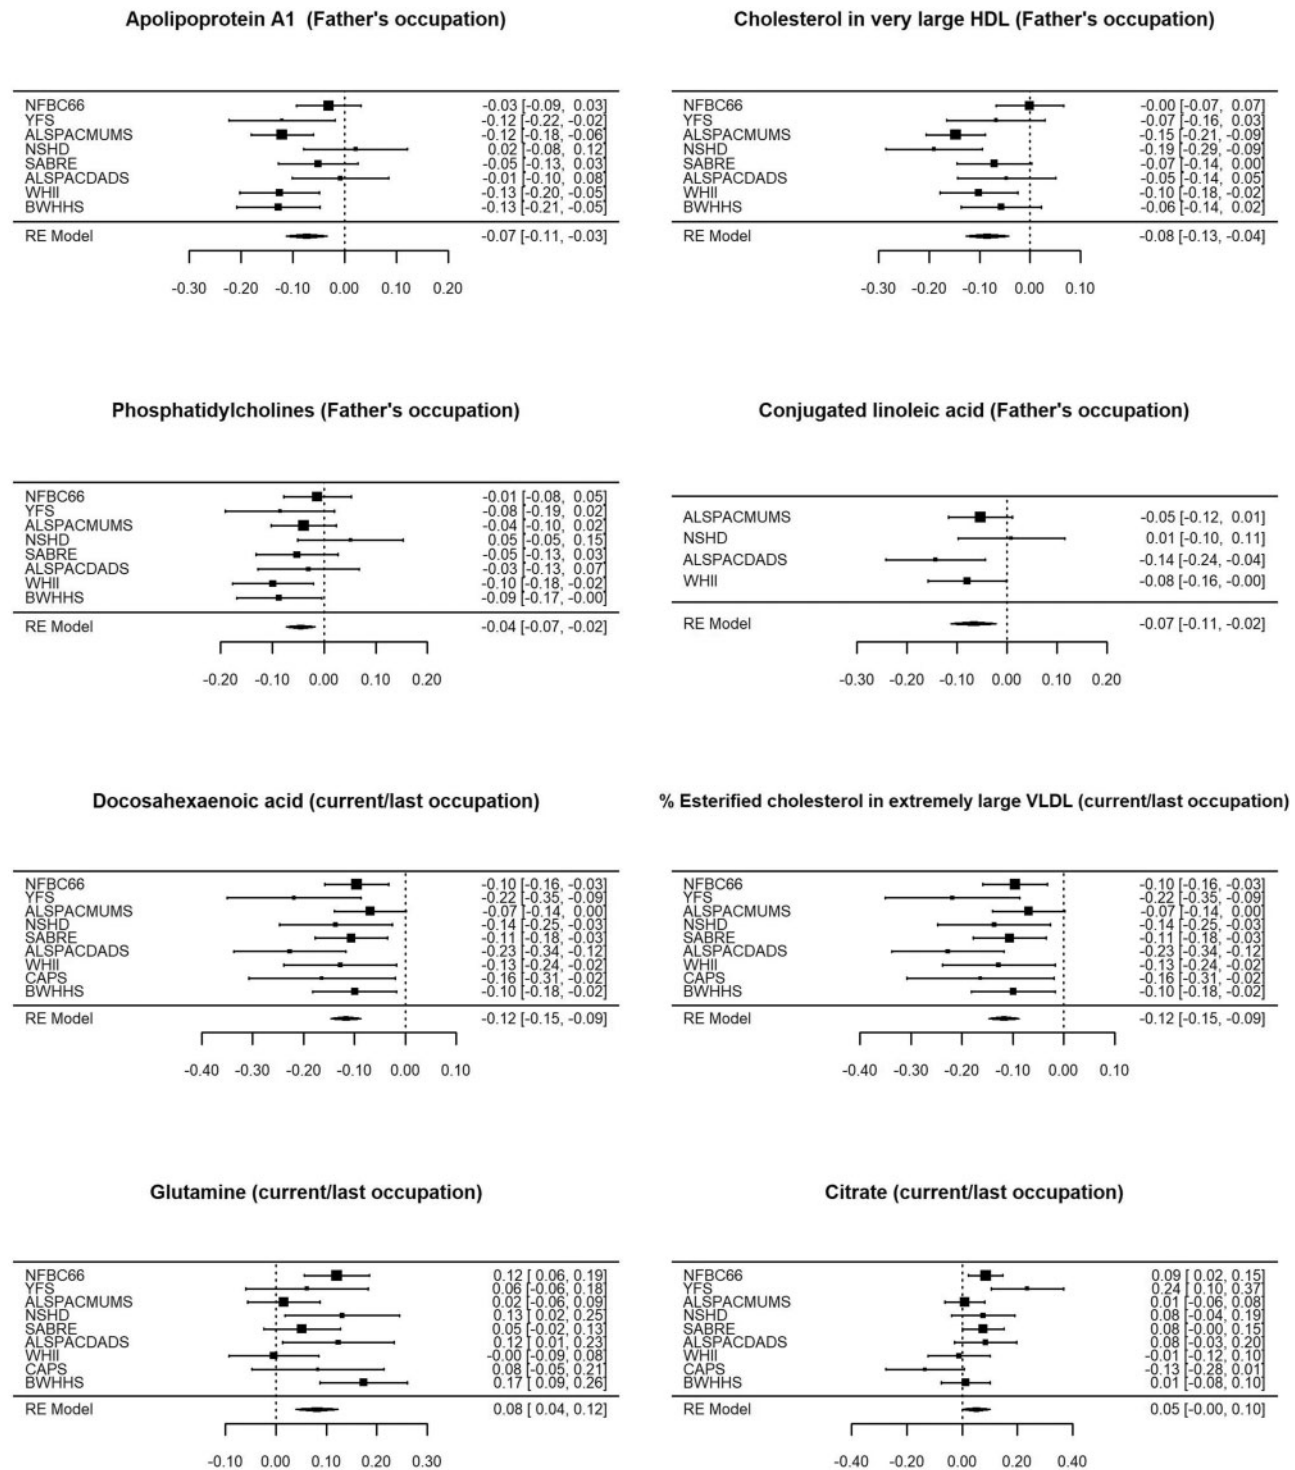 Apolipoprotein A1 (Father's occupation)
NFBC66 -0.03 [-0.09, 0.03]
YFS -0.12 [-0.22, -0.02]
ALSPACMUMS -0.12 [-0.18, -0.06]
NSHD 0.02 [-0.08, 0.12]
SABRE -0.05 [-0.13, 0.03]
ALSPACDADS -0.01 [-0.10, 0.08]
WHII -0.13 [-0.20, -0.05]
BWHHS -0.13 [-0.21, -0.05]
RE Model -0.07 [-0.11, -0.03]
-0.30 -0.20 -0.10 0.00 0.10 0.20
Cholesterol in very large HDL (Father's occupation)
NFBC66 -0.00 [-0.07, 0.07]
YFS -0.07 [-0.16, 0.03]
ALSPACMUMS -0.15 [-0.21, -0.09]
NSHD -0.19 [-0.29, -0.09]
SABRE -0.07 [-0.14, 0.00]
ALSPACDADS -0.05 [-0.14, 0.05]
WHII -0.10 [-0.18, -0.02]
BWHHS -0.06 [-0.14, 0.02]
RE Model -0.08 [-0.13, -0.04]
-0.30 -0.20 -0.10 0.00 0.10
Phosphatidylcholines (Father's occupation)
NFBC66 -0.01 [-0.08, 0.05]
YFS -0.08 [-0.19, 0.02]
ALSPACMUMS -0.04 [-0.10, 0.02]
NSHD 0.05 [-0.05, 0.15]
SABRE -0.05 [-0.13, 0.03]
ALSPACDADS -0.03 [-0.13, 0.07]
WHII -0.10 [-0.18, -0.02]
BWHHS -0.09 [-0.17, -0.00]
RE Model -0.04 [-0.07, -0.02]
-0.20 -0.10 0.00 0.10 0.20
Conjugated linoleic acid (Father's occupation)
ALSPACMUMS -0.05 [-0.12, 0.01]
NSHD 0.01 [-0.10, 0.11]
ALSPACDADS -0.14 [-0.24, -0.04]
WHII -0.08 [-0.16, -0.00]
RE Model -0.07 [-0.11, -0.02]
-0.30 -0.20 -0.10 0.00 0.10 0.20
Docosahexaenoic acid (current/last occupation)
NFBC66 -0.10 [-0.16, -0.03]
YFS -0.22 [-0.35, -0.09]
ALSPACMUMS -0.07 [-0.14, 0.00]
NSHD -0.14 [-0.25, -0.03]
SABRE -0.11 [-0.18, -0.03]
ALSPACDADS -0.23 [-0.34, -0.12]
WHII -0.13 [-0.24, -0.02]
CAPS -0.16 [-0.31, -0.02]
BWHHS -0.10 [-0.18, -0.02]
RE Model -0.12 [-0.15, -0.09]
-0.40 -0.30 -0.20 -0.10 0.00 0.10
% Esterified cholesterol in extremely large VLDL (current/last occupation)
NFBC66 -0.10 [-0.16, -0.03]
YFS -0.22 [-0.35, -0.09]
ALSPACMUMS -0.07 [-0.14, 0.00]
NSHD -0.14 [-0.25, -0.03]
SABRE -0.11 [-0.18, -0.03]
ALSPACDADS -0.23 [-0.34, -0.12]
WHII -0.13 [-0.24, -0.02]
CAPS -0.16 [-0.31, -0.02]
BWHHS -0.10 [-0.18, -0.02]
RE Model -0.12 [-0.15, -0.09]
-0.40 -0.30 -0.20 -0.10 0.00 0.10
Glutamine (current/last occupation)
NFBC66 0.12 [ 0.06, 0.19]
YFS 0.06 [-0.06, 0.18]
ALSPACMUMS 0.02 [-0.06, 0.09]
NSHD 0.13 [ 0.02, 0.25]
SABRE 0.05 [-0.02, 0.13]
ALSPACDADS 0.12 [ 0.01, 0.23]
WHII -0.00 [-0.09, 0.08]
CAPS 0.08 [-0.05, 0.21]
BWHHS 0.17 [ 0.09, 0.26]
RE Model 0.08 [ 0.04, 0.12]
-0.10 0.00 0.10 0.20 0.30
Citrate (current/last occupation)
NFBC66 0.09 [ 0.02, 0.15]
YFS 0.24 [ 0.10, 0.37]
ALSPACMUMS 0.01 [-0.06, 0.08]
NSHD 0.08 [-0.04, 0.19]
SABRE 0.08 [-0.00, 0.15]
ALSPACDADS 0.08 [-0.03, 0.20]
WHII -0.01 [-0.12, 0.10]
CAPS -0.13 [-0.28, 0.01]
BWHHS 0.01 [-0.08, 0.10]
RE Model 0.05 [-0.00, 0.10]
-0.40 -0.20 0.00 0.20 0.40